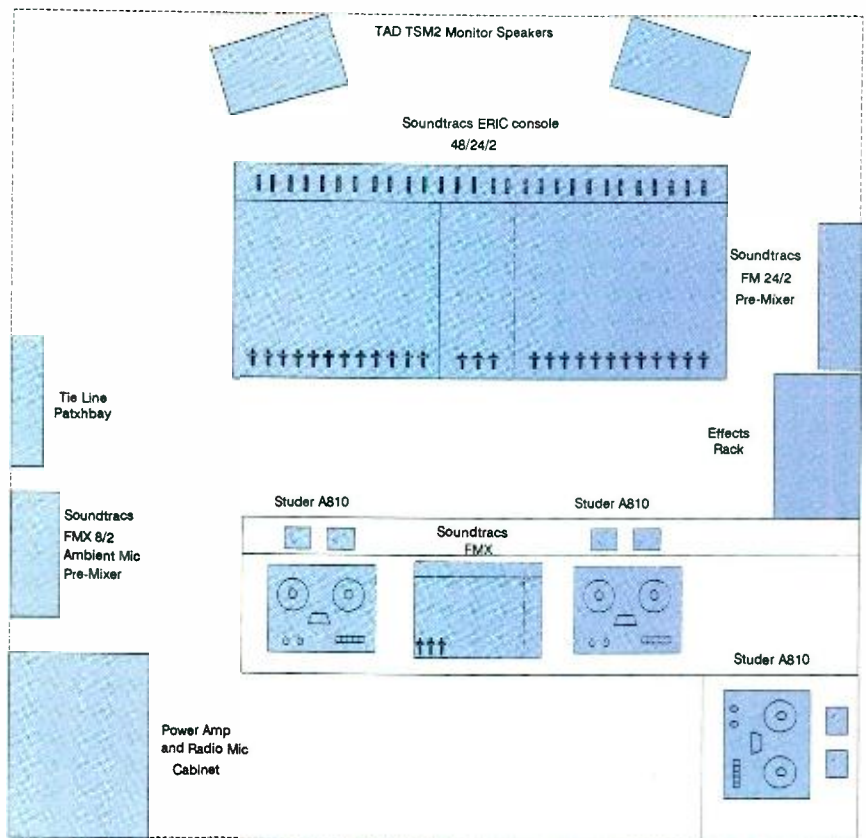 TAD TSM2 Monitor Speakers
Soundtracs ERIC console
48/24/2
Soundtracs
FM 24/2
Pre-Mixer
Tie Line
Patxhbay
Effects
Rack
Studer A810
Studer A810
Soundtracs
FMX 8/2
Ambient Mic
Pre-Mixer
Soundtracs
FMX
Studer A810
Power Amp
and Radio Mic
Cabinet